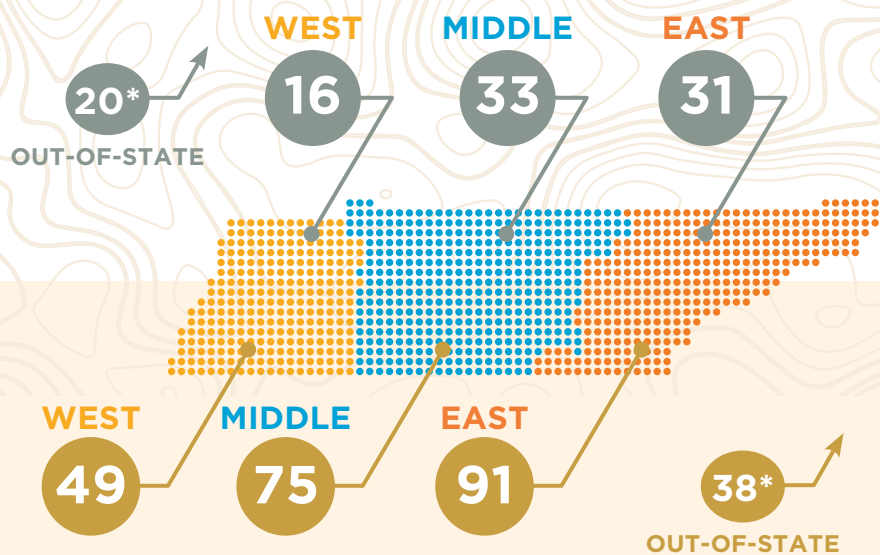 WEST MIDDLE EAST
20* 16 33 31
OUT-OF-STATE
WEST MIDDLE EAST
49 75 91 38*
OUT-OF-STATE